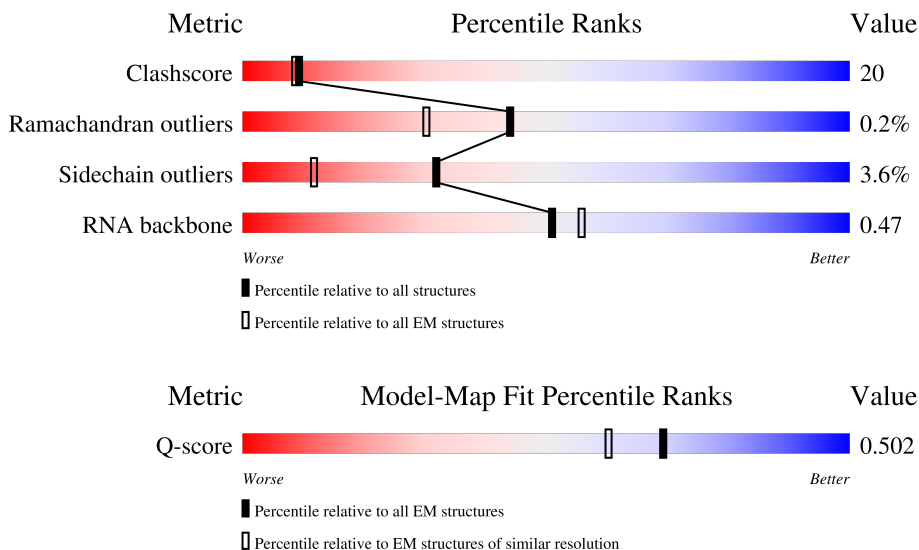 Metric Percentile Ranks Value
Clashscore 20
Ramachandran outliers 0.2%
Sidechain outliers 3.6%
RNA backbone 0.47
Worse Better
Percentile relative to all structures
Percentile relative to all EM structures
Metric Model-Map Fit Percentile Ranks Value
Q-score 0.502
Worse Better
Percentile relative to all EM structures
Percentile relative to EM structures of similar resolution